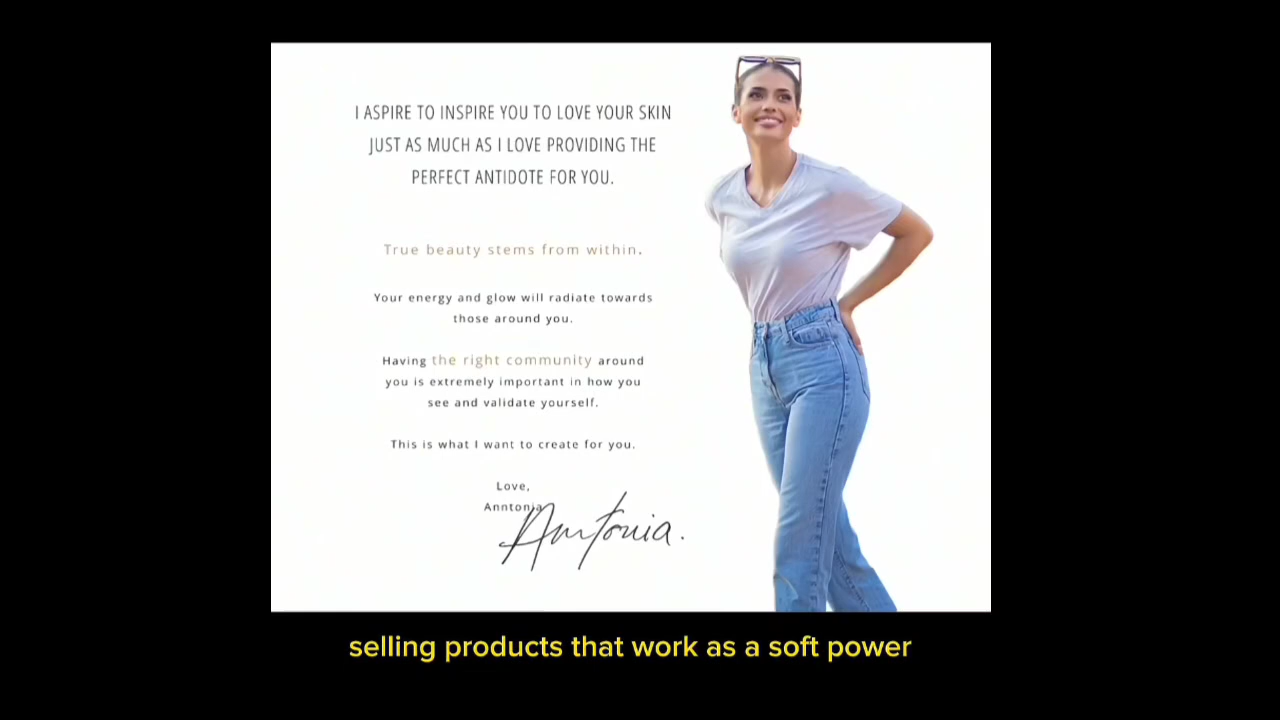 I ASPIRE TO INSPIRE YOU TO LOVE YOUR SKIN
JUST AS MUCH AS I LOVE PROVIDING THE
PERFECT ANTIDOTE FOR YOU.
True beauty stems from within.
Your energy and glow will radiate towards
those around you.
Having the right community around
you is extremely important in how you
see and validate yourself.
This is what I want to create for you.
Love,
Anntonia
Anntonia.
selling products that work as a soft power